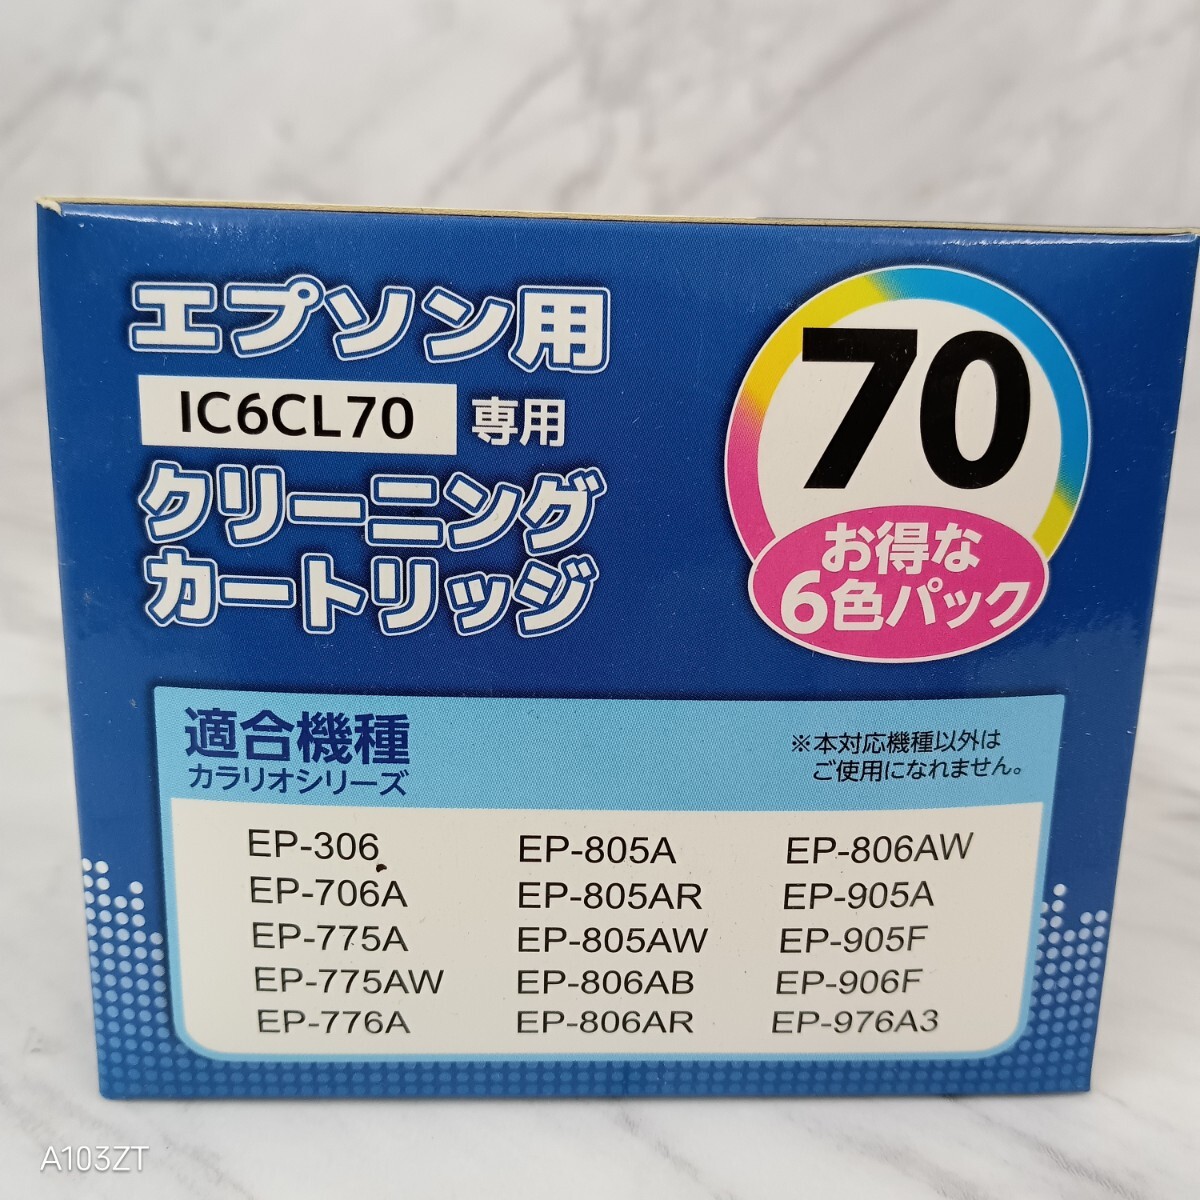 エプソン用
IC6CL70 専用
クリーニング
カートリッジ
70
お得な
6色パック
適合機種
カラリオシリーズ
※本対応機種以外は
ご使用になれません。
EP-306 EP-805A EP-806AW
EP-706A EP-805AR EP-905A
EP-775A EP-805AW EP-905F
EP-775AW EP-806AB EP-906F
EP-776A EP-806AR EP-976A3
A103ZT